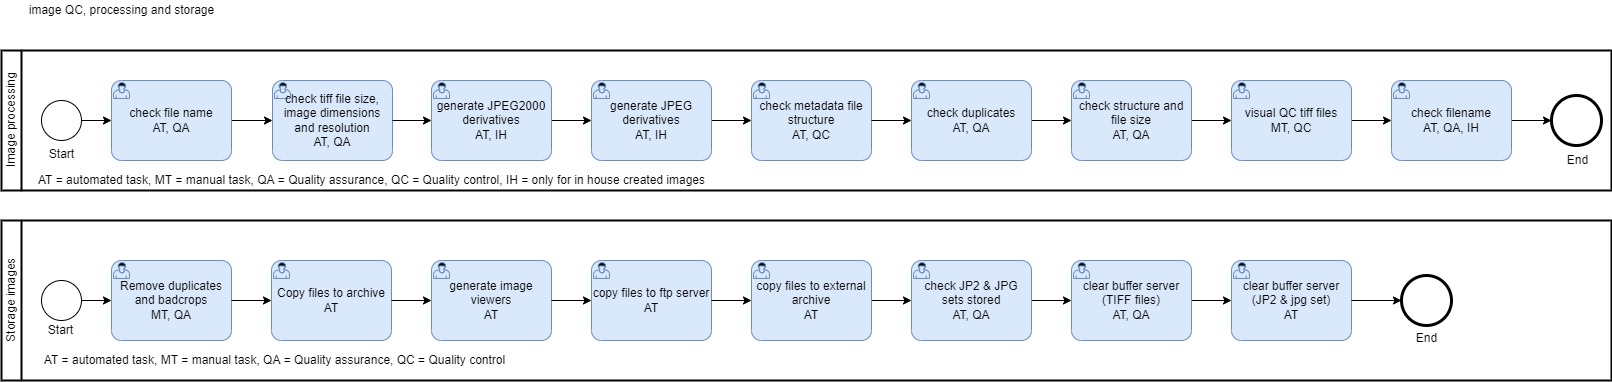 image QC, processing and storage
Image processing
Start
check file name
AT, QA
check tiff file size,
image dimensions
and resolution
AT, QA
generate JPEG2000
derivatives
AT, IH
generate JPEG
derivatives
AT, IH
check metadata file
structure
AT, QC
check duplicates
AT, QA
check structure and
file size
AT, QA
visual QC tiff files
MT, QC
check filename
AT, QA, IH
End
AT = automated task, MT = manual task, QA = Quality assurance, QC = Quality control, IH = only for in house created images
Storage images
Start
Remove duplicates
and badcrops
MT, QA
Copy files to archive
AT
generate image
viewers
AT
copy files to ftp server
AT
copy files to external
archive
AT
check JP2 & JPG
sets stored
AT, QA
clear buffer server
(TIFF files)
AT, QA
clear buffer server
(JP2 & jpg set)
AT
End
AT = automated task, MT = manual task, QA = Quality assurance, QC = Quality control